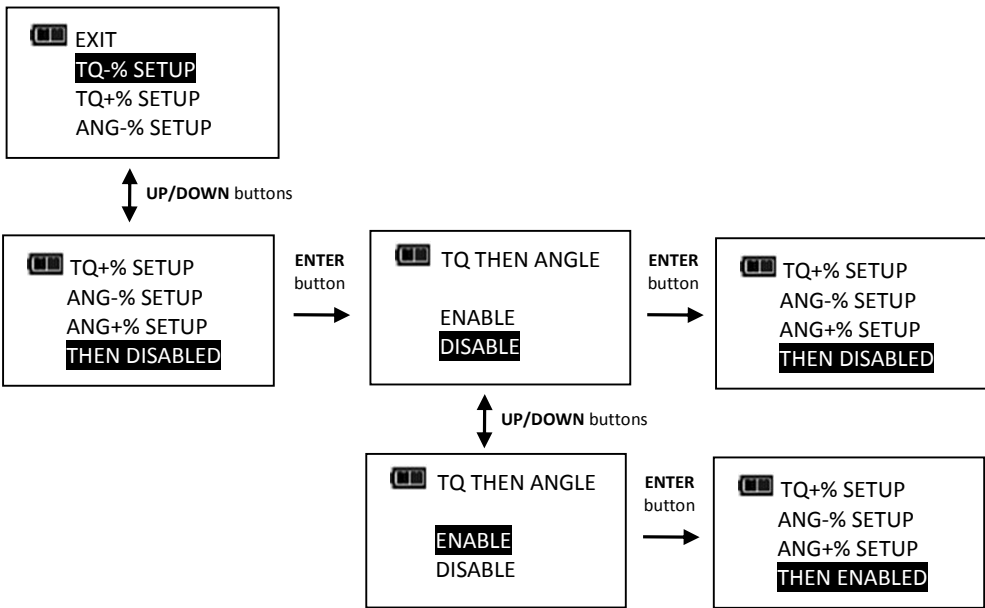 EXIT
TQ-% SETUP
TQ+% SETUP
ANG-% SETUP
UP/DOWN buttons
TQ+% SETUP
ANG-% SETUP
ANG+% SETUP
THEN DISABLED
ENTER
button
TQ THEN ANGLE
ENABLE
DISABLE
ENTER
button
TQ+% SETUP
ANG-% SETUP
ANG+% SETUP
THEN DISABLED
UP/DOWN buttons
TQ THEN ANGLE
ENABLE
DISABLE
ENTER
button
TQ+% SETUP
ANG-% SETUP
ANG+% SETUP
THEN ENABLED